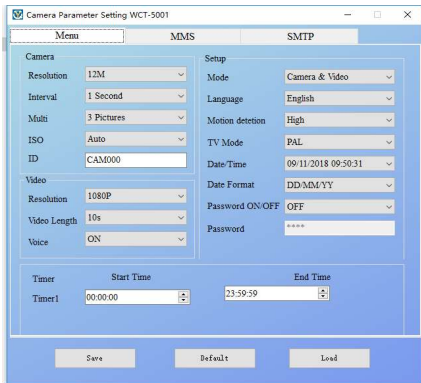 Camera Parameter Setting WCT-5001
Menu MMS SMTP
Camera
Resolution 12M
Interval 1 Second
Multi 3 Pictures
ISO Auto
ID CAM000
Video
Resolution 1080P
Video Length 10s
Voice ON
Setup
Mode Camera & Video
Language English
Motion detetion High
TV Mode PAL
Date/Time 09/11/2018 09:50:31
Date Format DD/MM/YY
Password ON/OFF OFF
Password ****
Timer Start Time End Time
Timer1 00:00:00 23:59:59
Save Default Load